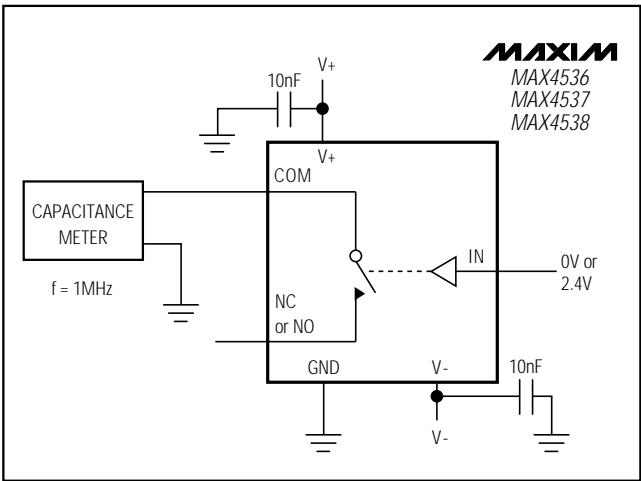 MAXIM
MAX4536
MAX4537
MAX4538
V+
10nF
V+
COM
CAPACITANCE
METER
f = 1MHz
IN
0V or
2.4V
NC
or NO
GND
V-
10nF
V-